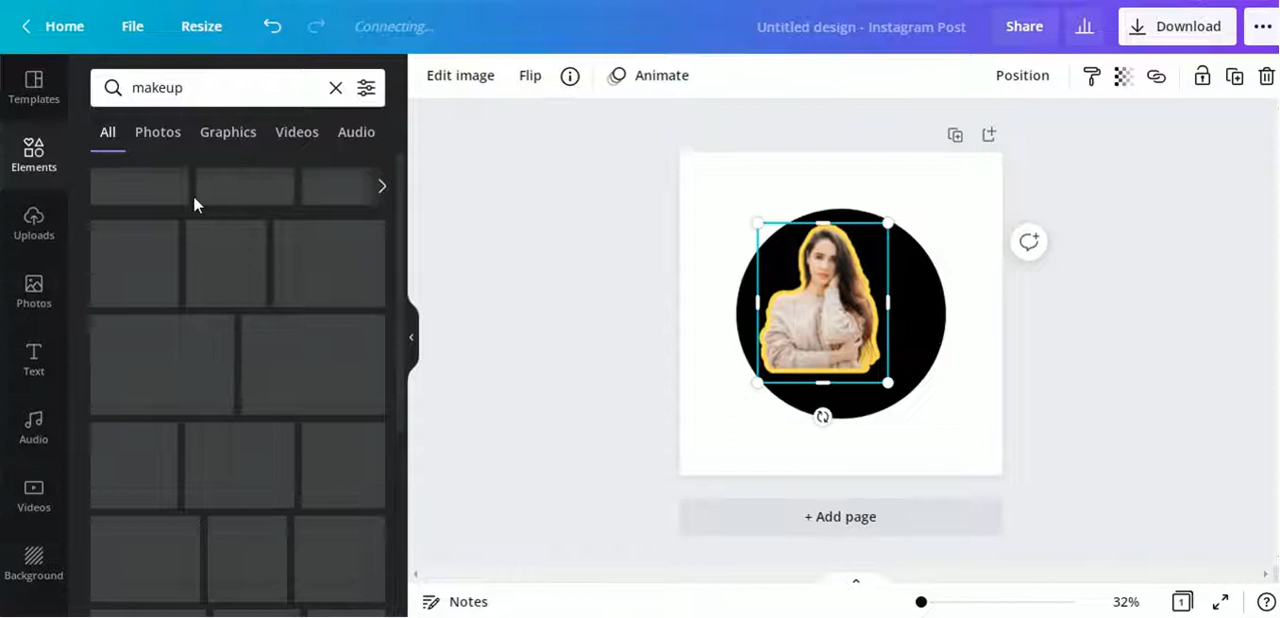 Home File Resize Connecting... Untitled design - Instagram Post Share Download
Templates
Elements
Uploads
Photos
Text
Audio
Videos
Background
makeup
All Photos Graphics Videos Audio
Edit image Flip Animate Position
+ Add page
Notes 32% 1